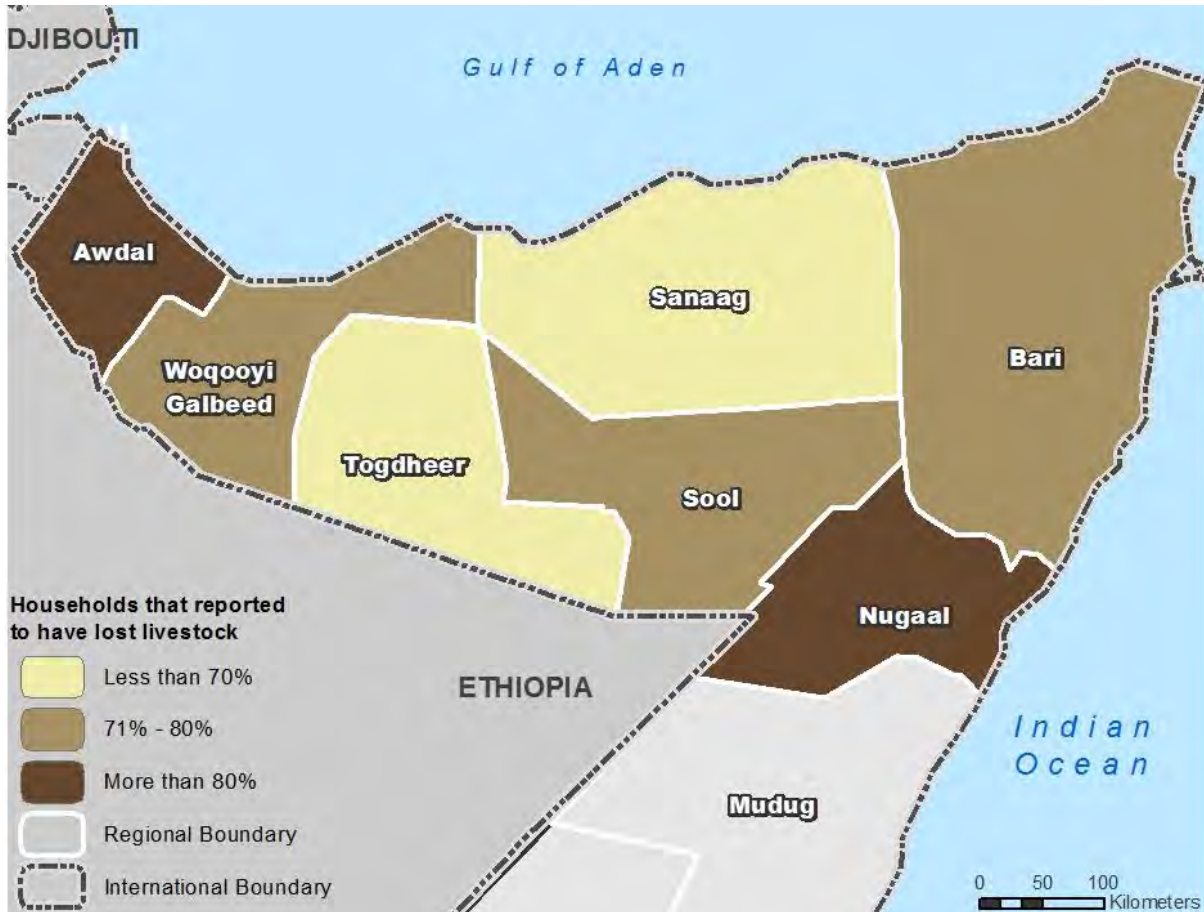 DJIBOUTI
Gulf of Aden
Awdal
Sanaag
Bari
Woqooyi
Galbeed
Togdheer
Sool
Nugaal
Households that reported
to have lost livestock
Less than 70%
71% - 80%
More than 80%
Regional Boundary
International Boundary
ETHIOPIA
Indian
Ocean
Mudug
0 50 100
Kilometers